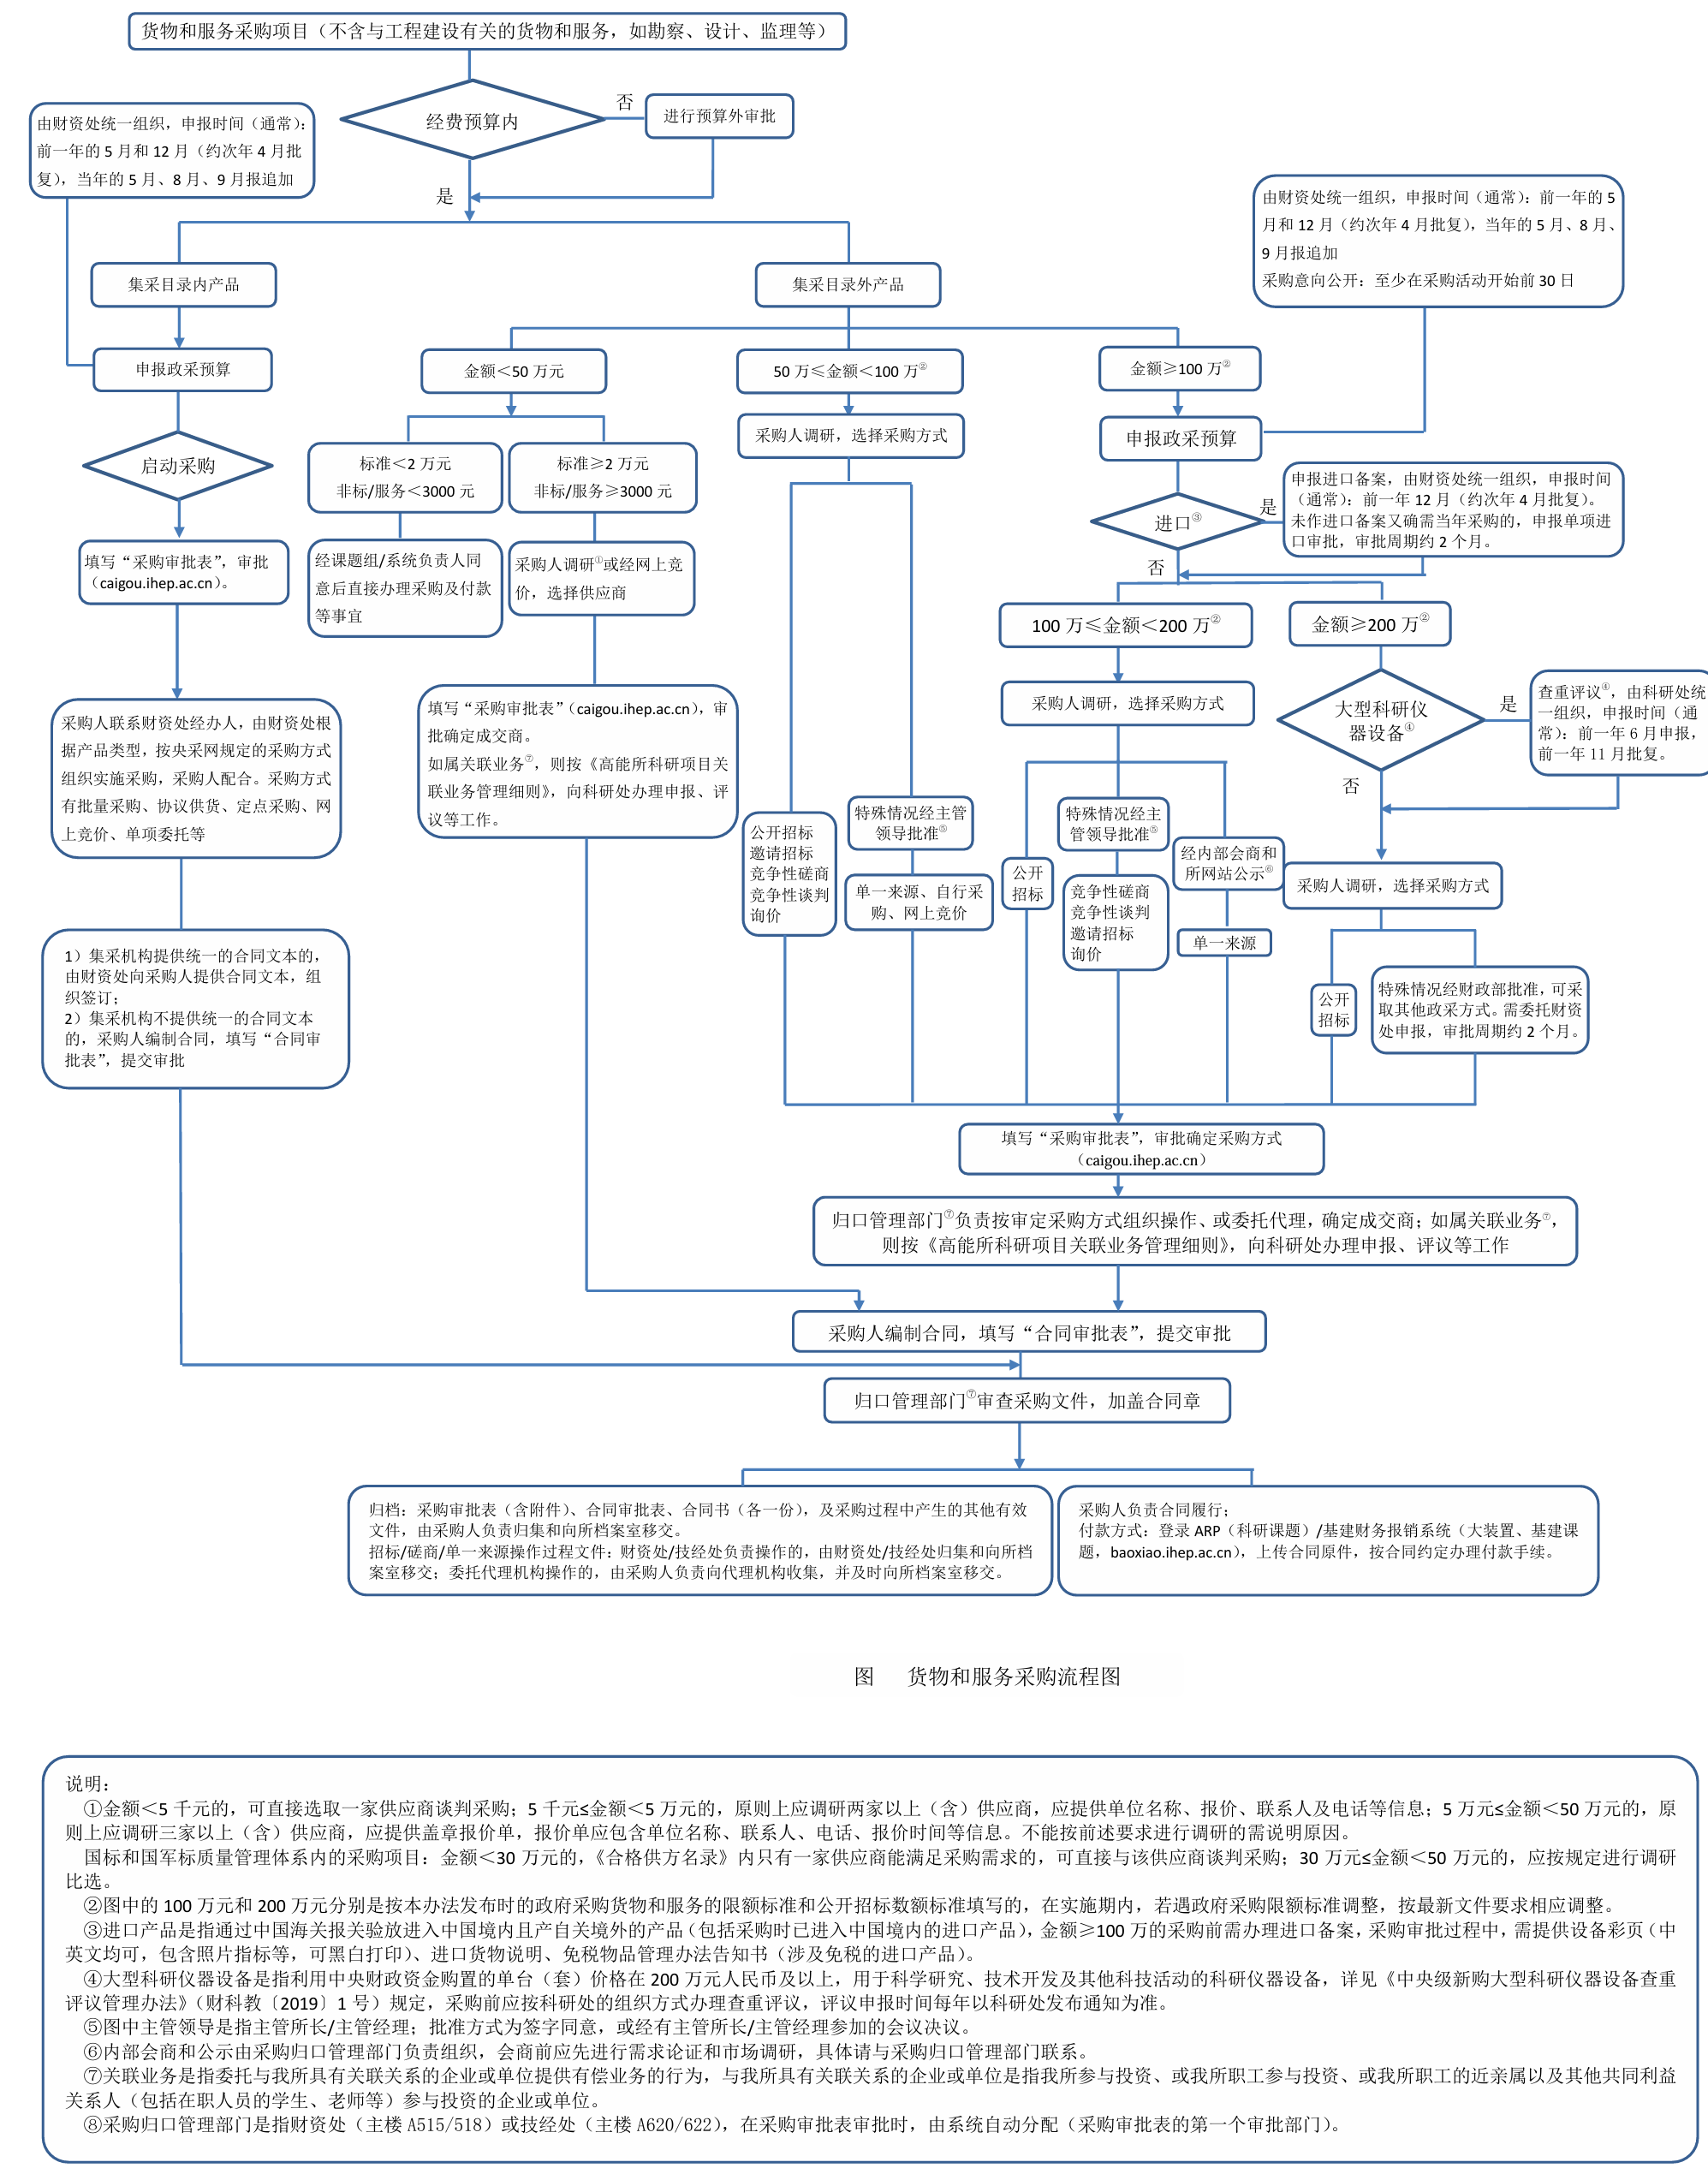 货物和服务采购项目（不含与工程建设有关的货物和服务，如勘察、设计、监理等）
经费预算内
否
进行预算外审批
由财资处统一组织，申报时间（通常）：
前一年的 5 月和 12 月（约次年 4 月批
复），当年的 5 月、8 月、9 月报追加
是
由财资处统一组织，申报时间（通常）：前一年的 5
月和 12 月（约次年 4 月批复），当年的 5 月、8 月、
9 月报追加
采购意向公开：至少在采购活动开始前 30 日
集采目录内产品
集采目录外产品
申报政采预算
金额＜50 万元
50 万≤金额＜100 万②
金额≥100 万②
采购人调研，选择采购方式
申报政采预算
启动采购
标准＜2 万元
非标/服务＜3000 元
标准≥2 万元
非标/服务≥3000 元
进口③
是
申报进口备案，由财资处统一组织，申报时间
（通常）：前一年 12 月（约次年 4 月批复）。
未作进口备案又确需当年采购的，申报单项进
口审批，审批周期约 2 个月。
否
填写“采购审批表”，审批
（caigou.ihep.ac.cn）。
经课题组/系统负责人同
意后直接办理采购及付款
等事宜
采购人调研①或经网上竞
价，选择供应商
100 万≤金额＜200 万②
金额≥200 万②
采购人调研，选择采购方式
大型科研仪
器设备④
是
查重评议④，由科研处统
一组织，申报时间（通
常）：前一年 6 月申报，
前一年 11 月批复。
否
采购人联系财资处经办人，由财资处根
据产品类型，按央采网规定的采购方式
组织实施采购，采购人配合。采购方式
有批量采购、协议供货、定点采购、网
上竞价、单项委托等
填写“采购审批表”（caigou.ihep.ac.cn），审
批确定成交商。
如属关联业务⑦，则按《高能所科研项目关
联业务管理细则》，向科研处办理申报、评
议等工作。
公开招标
邀请招标
竞争性磋商
竞争性谈判
询价
特殊情况经主管
领导批准⑤
单一来源、自行采
购、网上竞价
公开
招标
特殊情况经主
管领导批准⑤
竞争性磋商
竞争性谈判
邀请招标
询价
经内部会商和
所网站公示⑥
单一来源
采购人调研，选择采购方式
公开
招标
特殊情况经财政部批准，可采
取其他政采方式。需委托财资
处申报，审批周期约 2 个月。
1）集采机构提供统一的合同文本的，
由财资处向采购人提供合同文本，组
织签订；
2）集采机构不提供统一的合同文本
的，采购人编制合同，填写“合同审
批表”，提交审批
填写“采购审批表”，审批确定采购方式
（caigou.ihep.ac.cn）
归口管理部门⑦负责按审定采购方式组织操作、或委托代理，确定成交商；如属关联业务⑦，
则按《高能所科研项目关联业务管理细则》，向科研处办理申报、评议等工作
采购人编制合同，填写“合同审批表”，提交审批
归口管理部门⑦审查采购文件，加盖合同章
归档：采购审批表（含附件）、合同审批表、合同书（各一份），及采购过程中产生的其他有效
文件，由采购人负责归集和向所档案室移交。
招标/磋商/单一来源操作过程文件：财资处/技经处负责操作的，由财资处/技经处归集和向所档
案室移交；委托代理机构操作的，由采购人负责向代理机构收集，并及时向所档案室移交。
采购人负责合同履行；
付款方式：登录 ARP（科研课题）/基建财务报销系统（大装置、基建课
题，baoxiao.ihep.ac.cn），上传合同原件，按合同约定办理付款手续。
图 货物和服务采购流程图
说明：
①金额＜5 千元的，可直接选取一家供应商谈判采购；5 千元≤金额＜5 万元的，原则上应调研两家以上（含）供应商，应提供单位名称、报价、联系人及电话等信息；5 万元≤金额＜50 万元的，原
则上应调研三家以上（含）供应商，应提供盖章报价单，报价单应包含单位名称、联系人、电话、报价时间等信息。不能按前述要求进行调研的需说明原因。
国标和国军标质量管理体系内的采购项目：金额＜30 万元的，《合格供方名录》内只有一家供应商能满足采购需求的，可直接与该供应商谈判采购；30 万元≤金额＜50 万元的，应按规定进行调研
比选。
②图中的 100 万元和 200 万元分别是按本办法发布时的政府采购货物和服务的限额标准和公开招标数额标准填写的，在实施期内，若遇政府采购限额标准调整，按最新文件要求相应调整。
③进口产品是指通过中国海关报关验放进入中国境内且产自关境外的产品（包括采购时已进入中国境内的进口产品），金额≥100 万的采购前需办理进口备案，采购审批过程中，需提供设备彩页（中
英文均可，包含照片指标等，可黑白打印）、进口货物说明、免税物品管理办法告知书（涉及免税的进口产品）。
④大型科研仪器设备是指利用中央财政资金购置的单台（套）价格在 200 万元人民币及以上，用于科学研究、技术开发及其他科技活动的科研仪器设备，详见《中央级新购大型科研仪器设备查重
评议管理办法》（财科教〔2019〕1 号）规定，采购前应按科研处的组织方式办理查重评议，评议申报时间每年以科研处发布通知为准。
⑤图中主管领导是指主管所长/主管经理；批准方式为签字同意，或经有主管所长/主管经理参加的会议决议。
⑥内部会商和公示由采购归口管理部门负责组织，会商前应先进行需求论证和市场调研，具体请与采购归口管理部门联系。
⑦关联业务是指委托与我所具有关联关系的企业或单位提供有偿业务的行为，与我所具有关联关系的企业或单位是指我所参与投资、或我所职工参与投资、或我所职工的近亲属以及其他共同利益
关系人（包括在职人员的学生、老师等）参与投资的企业或单位。
⑧采购归口管理部门是指财资处（主楼 A515/518）或技经处（主楼 A620/622），在采购审批表审批时，由系统自动分配（采购审批表的第一个审批部门）。